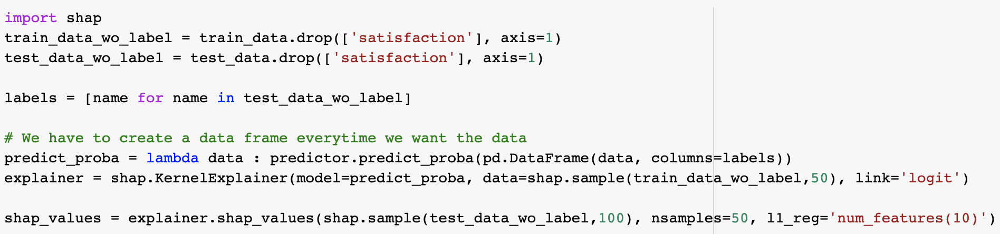 import shap
train_data_wo_label = train_data.drop(['satisfaction'], axis=1)
test_data_wo_label = test_data.drop(['satisfaction'], axis=1)
labels = [name for name in test_data_wo_label]
# We have to create a data frame everytime we want the data
predict_proba = lambda data : predictor.predict_proba(pd.DataFrame(data, columns=labels))
explainer = shap.KernelExplainer(model=predict_proba, data=shap.sample(train_data_wo_label,50), link='logit')
shap_values = explainer.shap_values(shap.sample(test_data_wo_label,100), nsamples=50, l1_reg='num_features(10)')